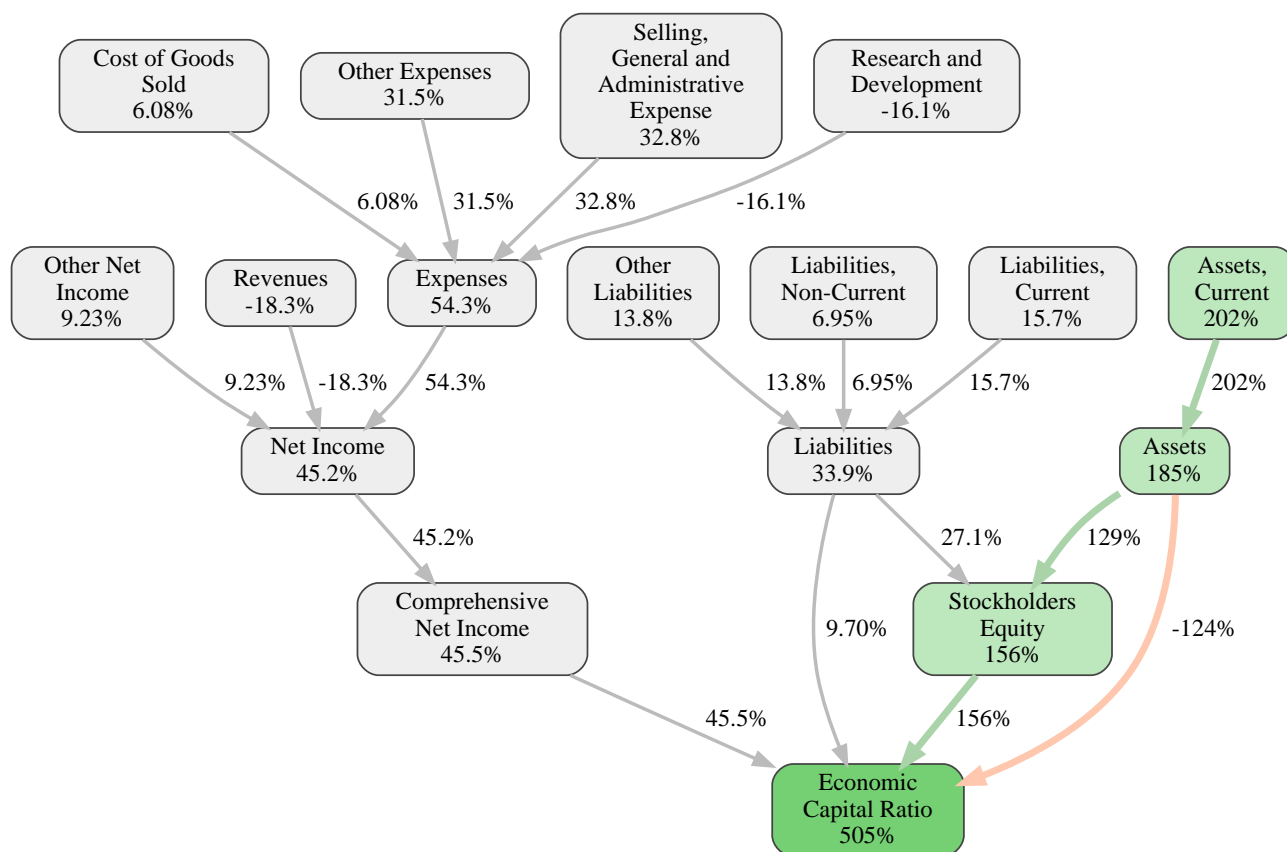 Cost of Goods
Sold
6.08%
Other Expenses
31.5%
Selling,
General and
Administrative
Expense
32.8%
Research and
Development
-16.1%
6.08%
31.5%
32.8%
-16.1%
Other Net
Income
9.23%
Revenues
-18.3%
Expenses
54.3%
Other
Liabilities
13.8%
Liabilities,
Non-Current
6.95%
Liabilities,
Current
15.7%
Assets,
Current
202%
9.23%
-18.3%
54.3%
13.8%
6.95%
15.7%
202%
Net Income
45.2%
Liabilities
33.9%
Assets
185%
45.2%
27.1%
129%
Comprehensive
Net Income
45.5%
9.70%
Stockholders
Equity
156%
-124%
45.5%
156%
Economic
Capital Ratio
505%